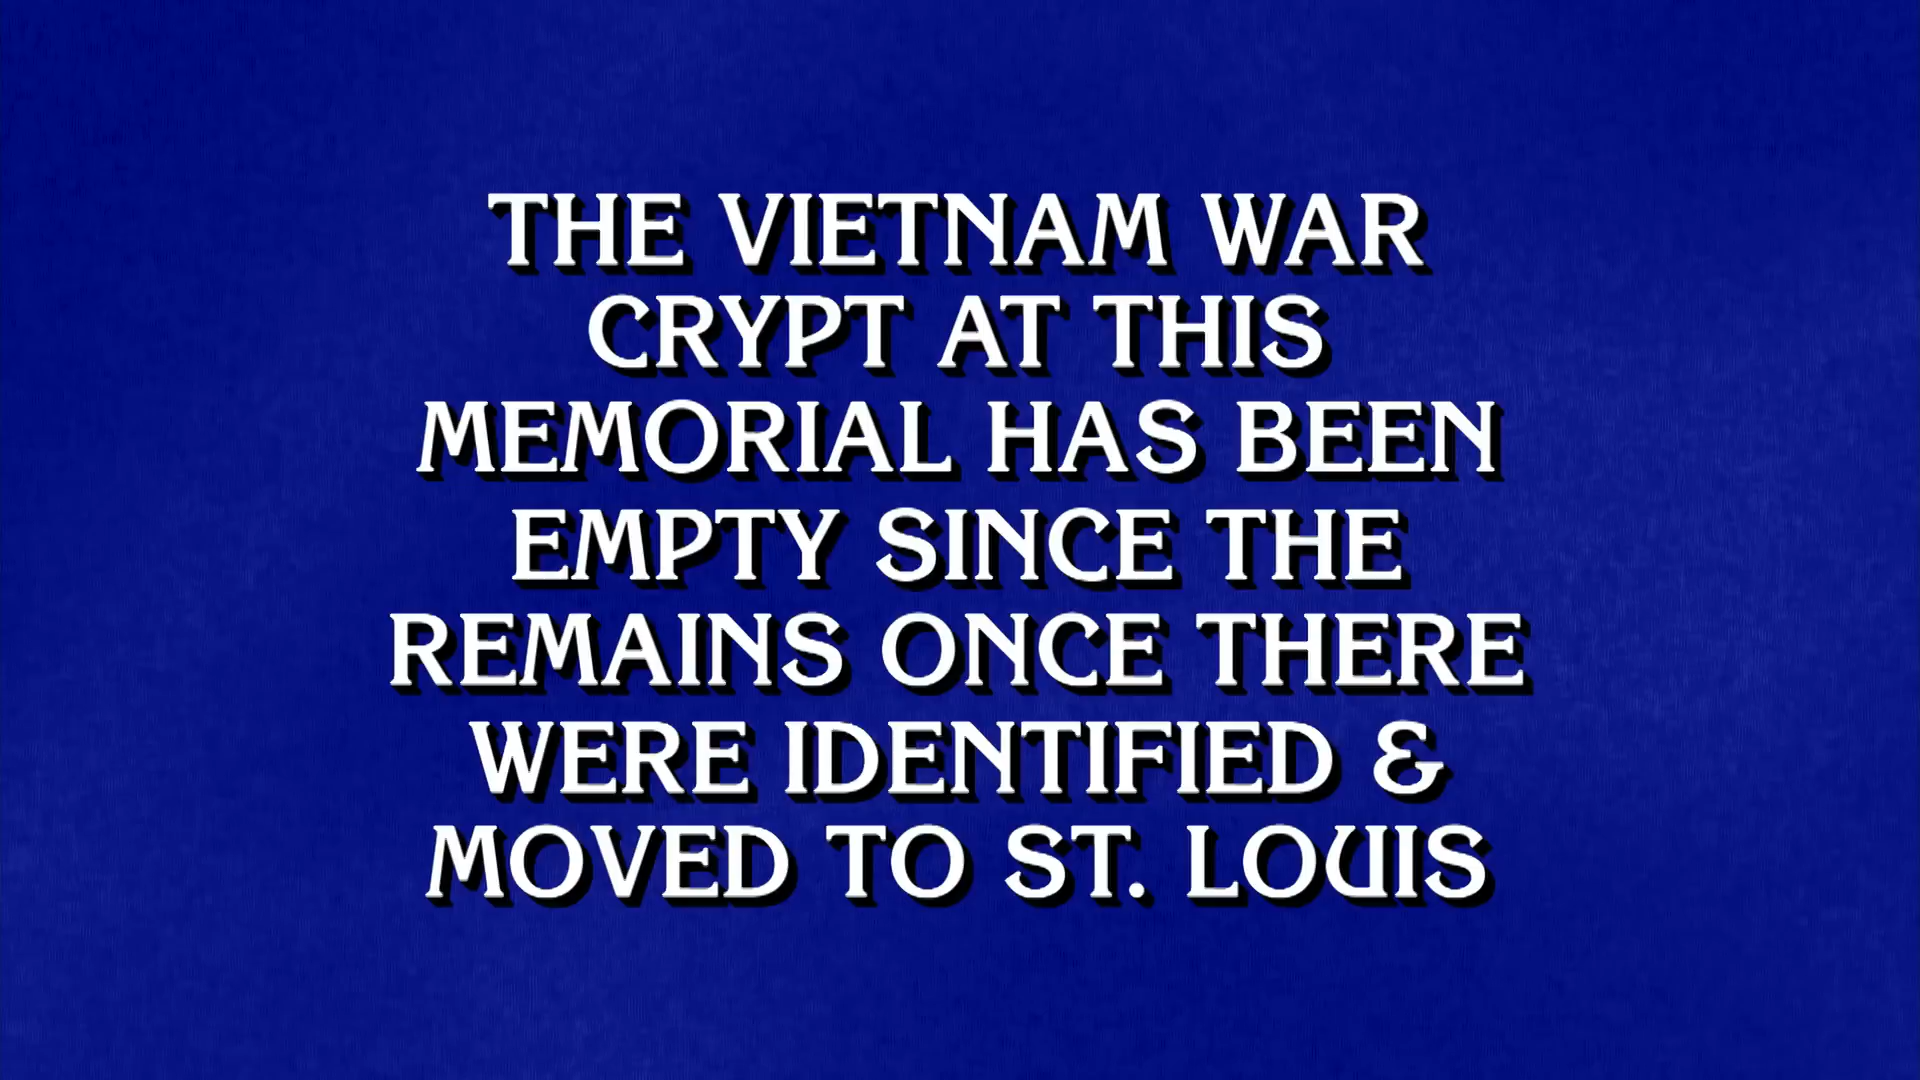 THE VIETNAM WAR
CRYPT AT THIS
MEMORIAL HAS BEEN
EMPTY SINCE THE
REMAINS ONCE THERE
WERE IDENTIFIED &
MOVED TO ST. LOUIS